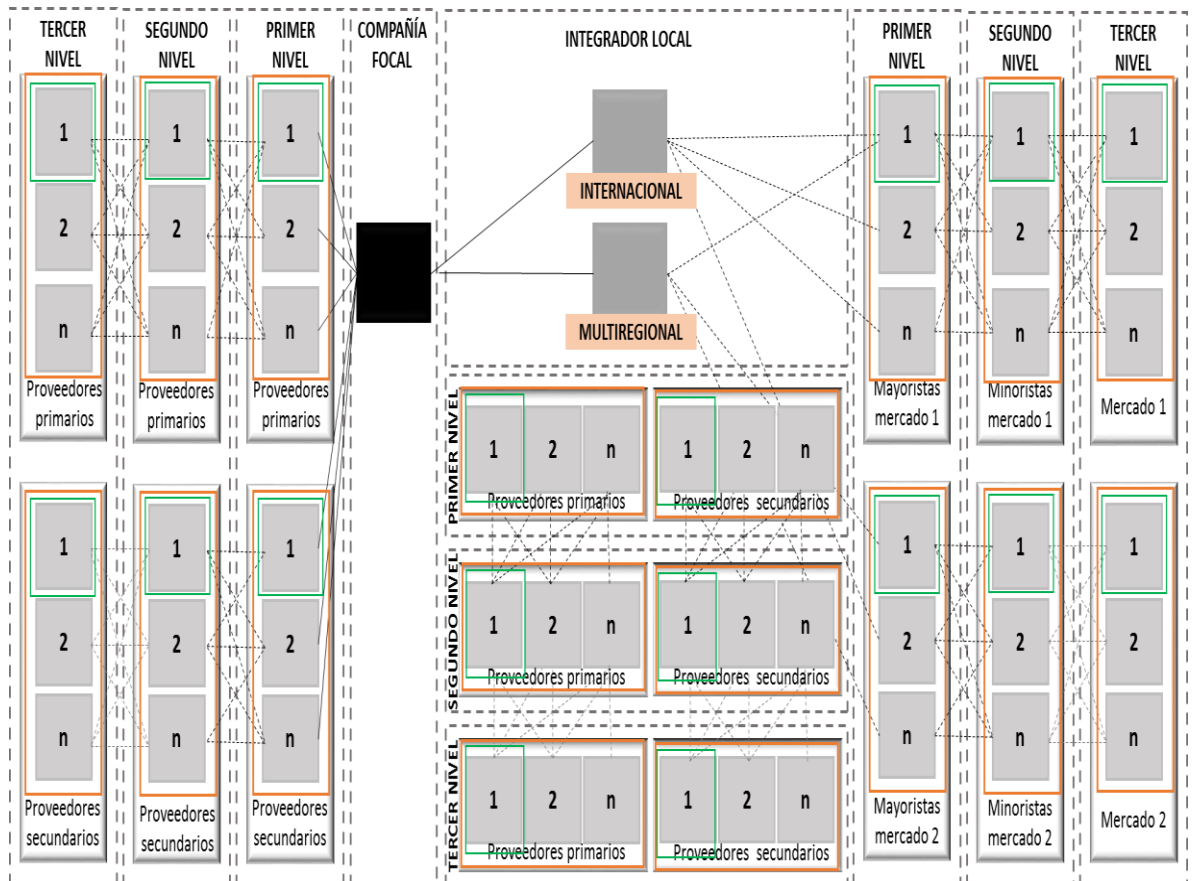 TERCER
NIVEL
SEGUNDO
NIVEL
PRIMER
NIVEL
COMPAÑÍA
FOCAL
INTEGRADOR LOCAL
PRIMER
NIVEL
SEGUNDO
NIVEL
TERCER
NIVEL
1
2
n
Proveedores
primarios
1
2
n
Proveedores
primarios
1
2
n
Proveedores
primarios
1
2
n
Proveedores
secundarios
1
2
n
Proveedores
secundarios
1
2
n
Proveedores
secundarios
INTERNACIONAL
MULTIREGIONAL
PRIMER NIVEL
1 2 n
Proveedores primarios
1 2 n
Proveedores secundarios
SEGUNDO NIVEL
1 2 n
Proveedores primarios
1 2 n
Proveedores secundarios
TERCER NIVEL
1 2 n
Proveedores primarios
1 2 n
Proveedores secundarios
1
2
n
Mayoristas
mercado 1
1
2
n
Minoristas
mercado 1
1
2
n
Mercado 1
1
2
n
Mayoristas
mercado 2
1
2
n
Minoristas
mercado 2
1
2
n
Mercado 2